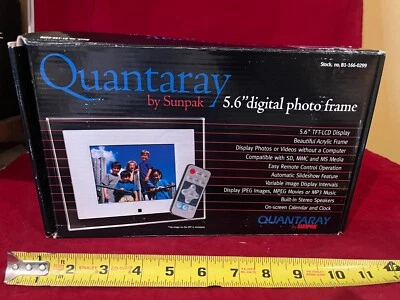 Stock. no. 81-166-0299
Quantaray
by Sunpak
5.6" digital photo frame
5.6" TFT-LCD Display
Beautiful Acrylic Frame
Display Photos or Videos without a Computer
Compatible with SD, MMC, and MS Media
Easy Remote Control Operation
Automatic Slideshow Feature
Variable Image Display Intervals
Display JPEG Images, MPEG Movies or MP3 Music
Built-in Stereo Speakers
On-screen Calendar and Clock
QUANTARAY
by SUNPAK
1 2 3 4 5 6 7 8 9 10 11